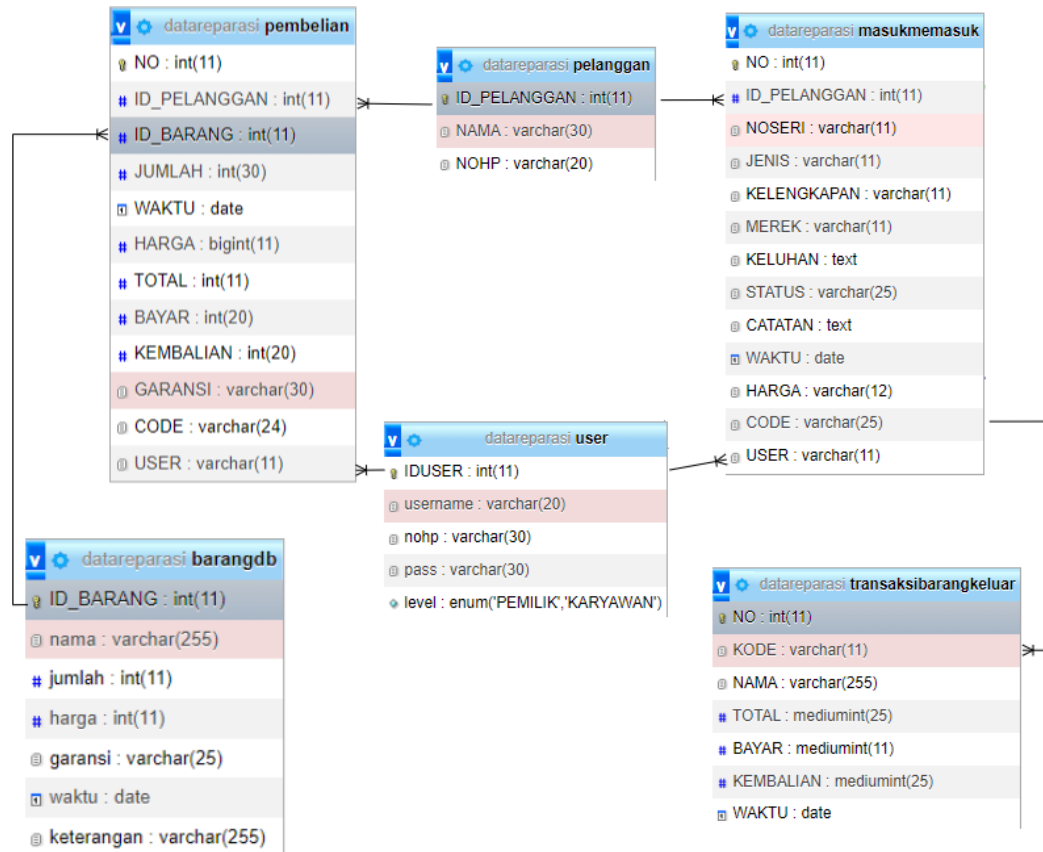 datareparasi pembelian
NO : int(11)
ID_PELANGGAN : int(11)
ID_BARANG : int(11)
JUMLAH : int(30)
WAKTU : date
HARGA : bigint(11)
TOTAL : int(11)
BAYAR : int(20)
KEMBALIAN : int(20)
GARANSI : varchar(30)
CODE : varchar(24)
USER : varchar(11)
datareparasi pelanggan
ID_PELANGGAN : int(11)
NAMA : varchar(30)
NOHP : varchar(20)
datareparasi masukmemasuk
NO : int(11)
ID_PELANGGAN : int(11)
NOSERI : varchar(11)
JENIS : varchar(11)
KELENGKAPAN : varchar(11)
MEREK : varchar(11)
KELUHAN : text
STATUS : varchar(25)
CATATAN : text
WAKTU : date
HARGA : varchar(12)
CODE : varchar(25)
USER : varchar(11)
datareparasi user
IDUSER : int(11)
username : varchar(20)
nohp : varchar(30)
pass : varchar(30)
level : enum('PEMILIK','KARYAWAN')
datareparasi barangdb
ID_BARANG : int(11)
nama : varchar(255)
jumlah : int(11)
harga : int(11)
garansi : varchar(25)
waktu : date
keterangan : varchar(255)
datareparasi transaksibarangkeluar
NO : int(11)
KODE : varchar(11)
NAMA : varchar(255)
TOTAL : mediumint(25)
BAYAR : mediumint(11)
KEMBALIAN : mediumint(25)
WAKTU : date